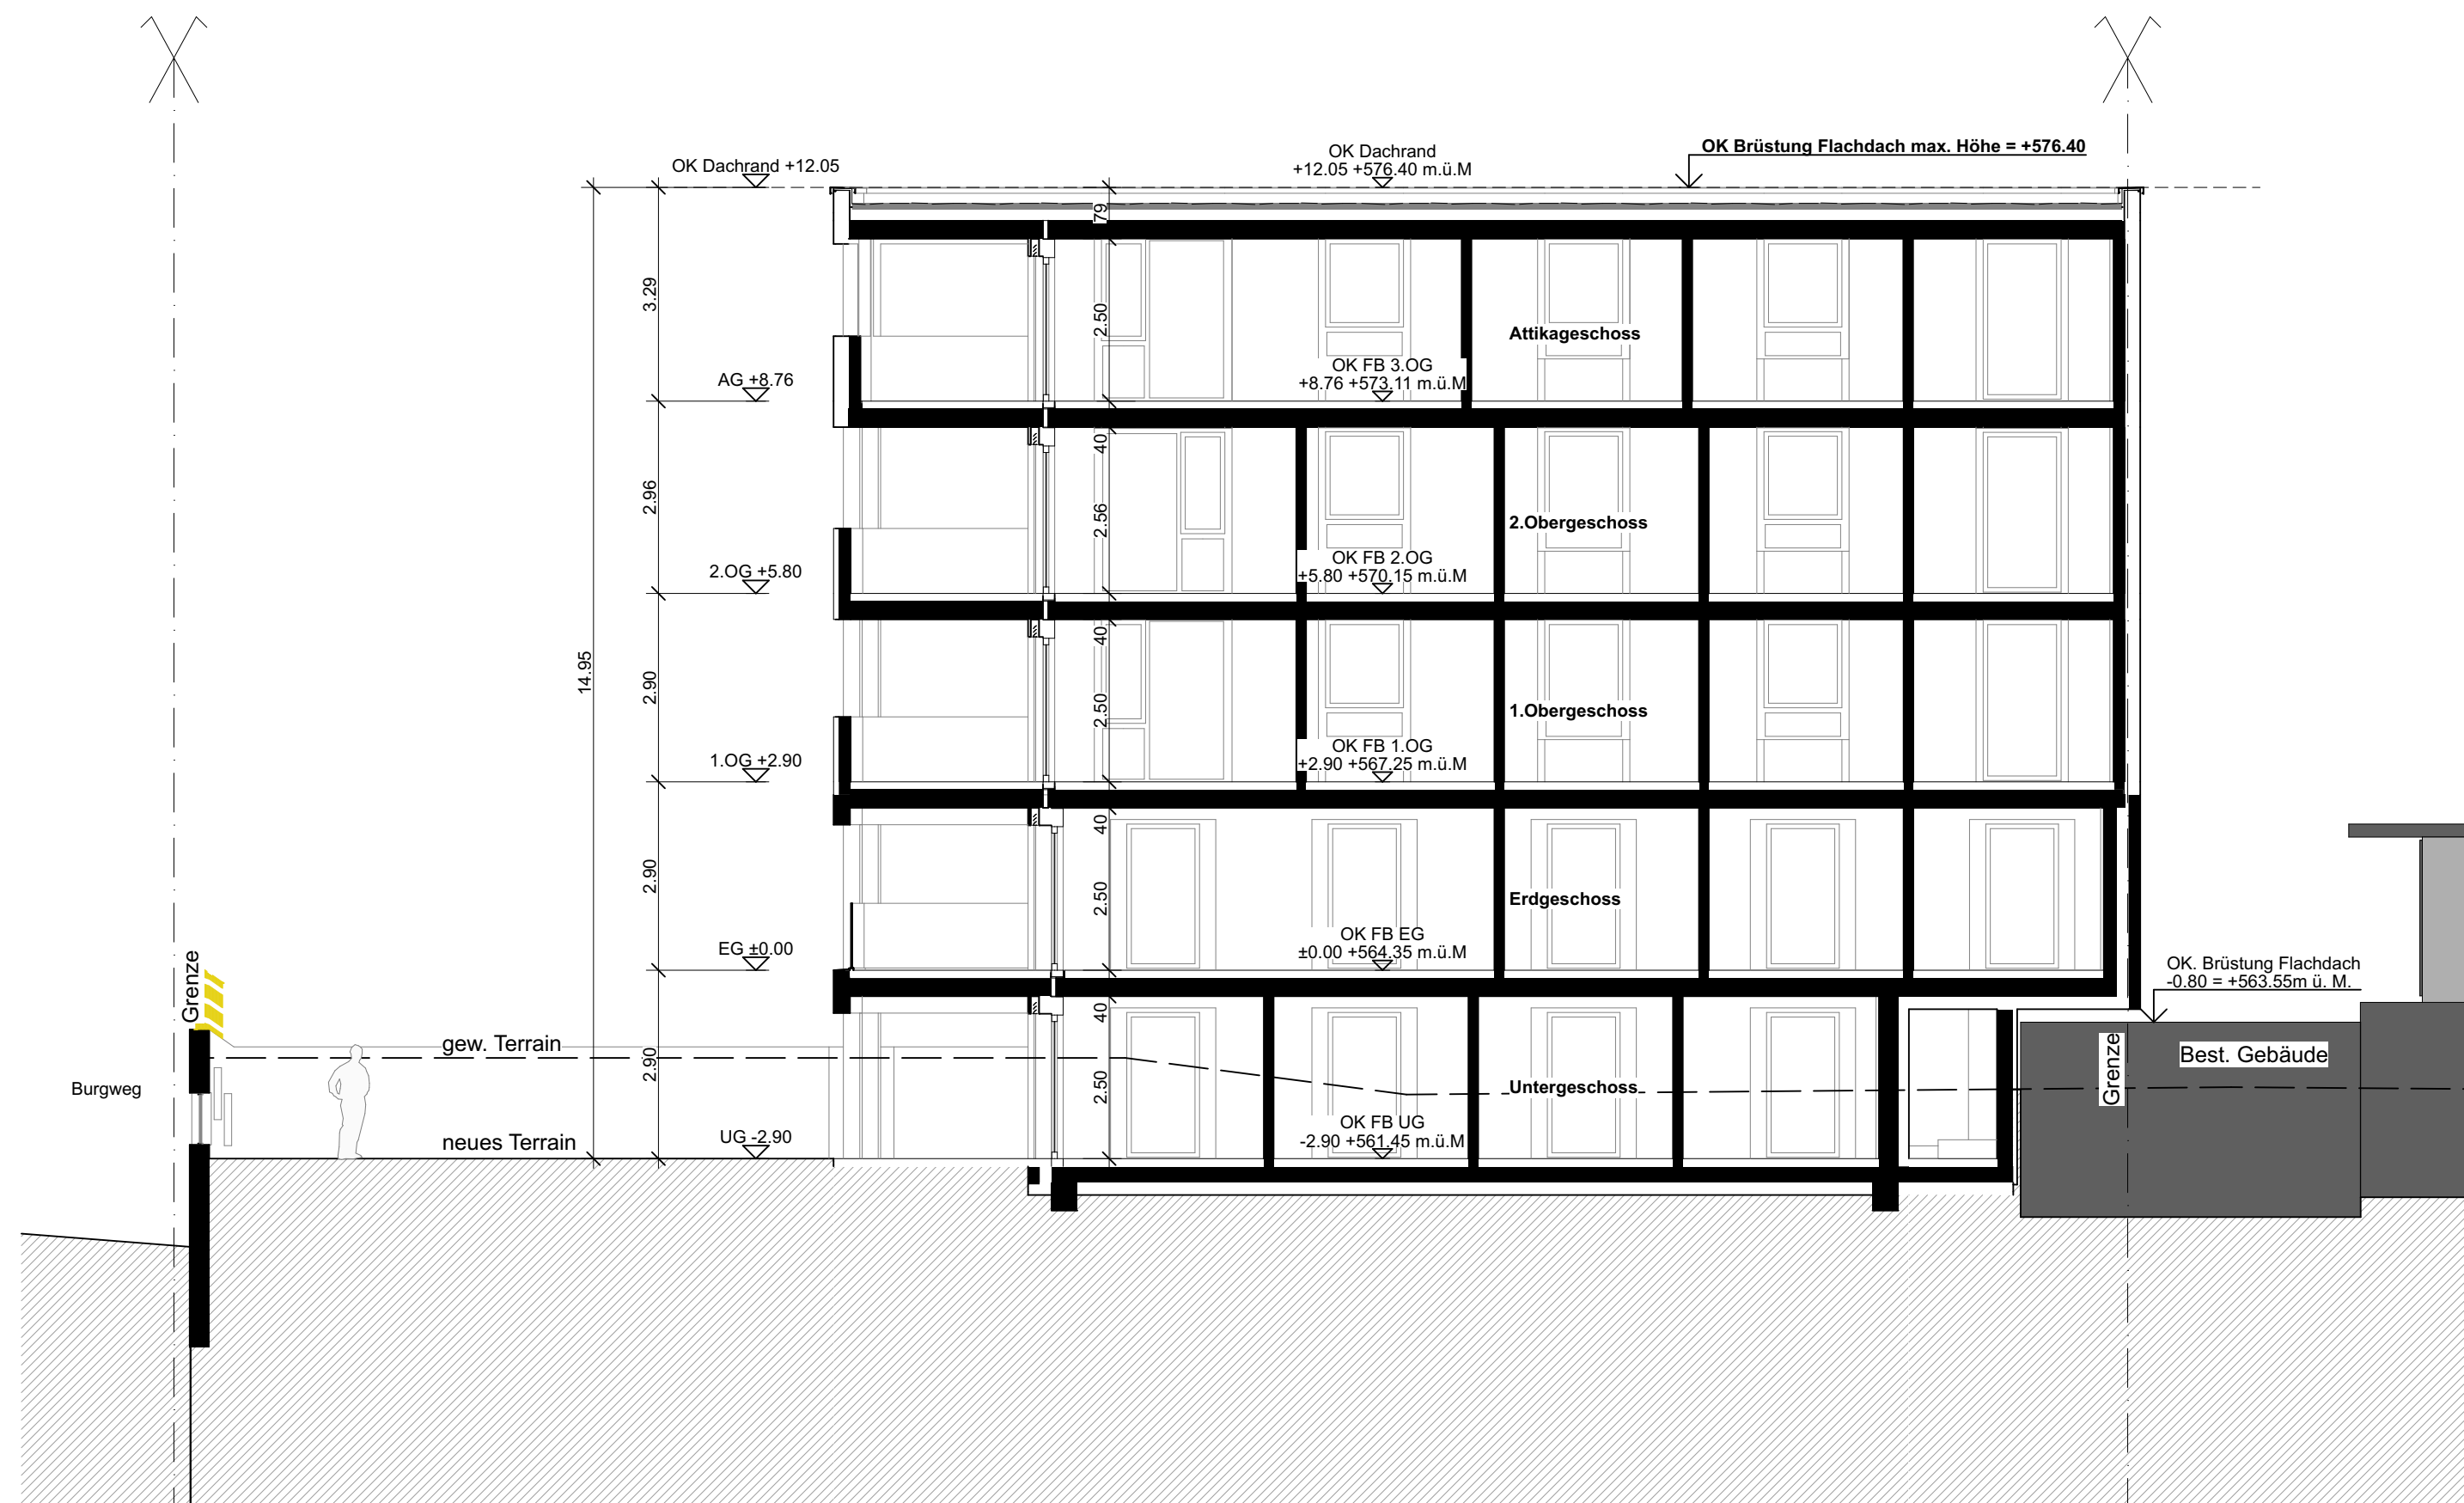 OK Dachrand +12.05
OK Dachrand
+12.05 +576.40 m.ü.M
OK Brüstung Flachdach max. Höhe = +576.40
79
3.29
2.50
Attikageschoss
AG +8.76
OK FB 3.OG
+8.76 +573.11 m.ü.M
40
2.96
2.56
2.Obergeschoss
2.OG +5.80
OK FB 2.OG
+5.80 +570.15 m.ü.M
40
14.95
2.90
2.50
1.Obergeschoss
1.OG +2.90
OK FB 1.OG
+2.90 +567.25 m.ü.M
40
2.90
2.50
Erdgeschoss
EG ±0.00
OK FB EG
±0.00 +564.35 m.ü.M
Grenze
OK. Brüstung Flachdach
-0.80 = +563.55m ü. M.
40
gew. Terrain
2.90
2.50
Untergeschoss
Grenze
Best. Gebäude
Burgweg
neues Terrain
UG -2.90
OK FB UG
-2.90 +561.45 m.ü.M